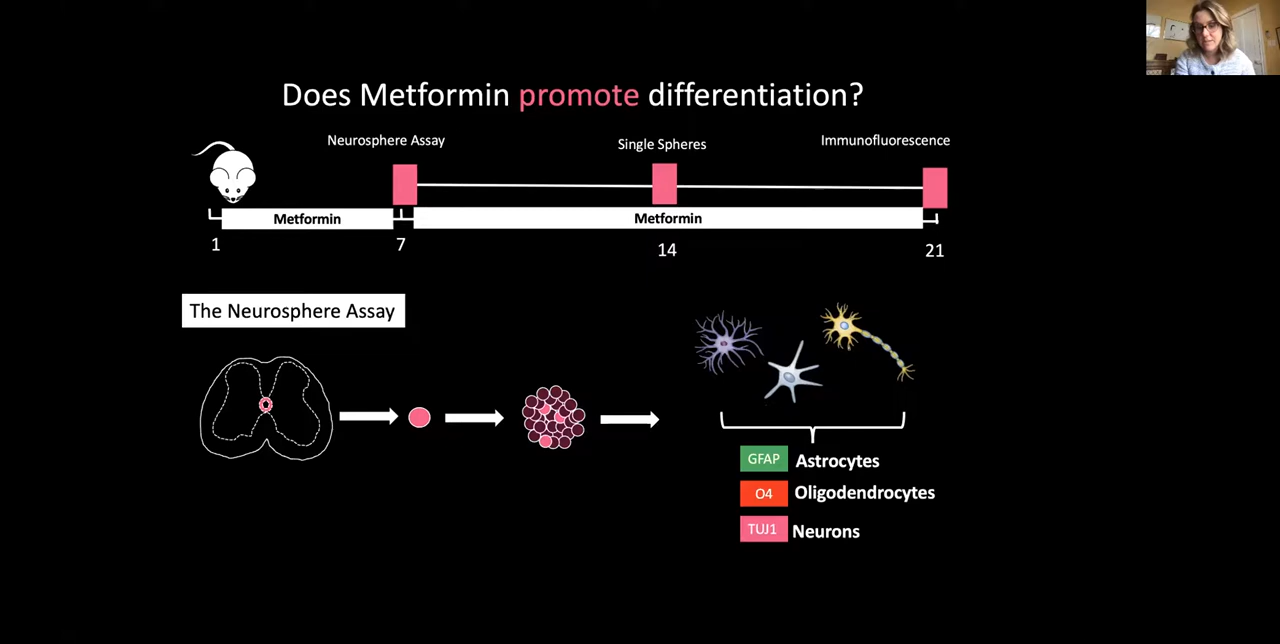 Does Metformin promote differentiation?
Neurosphere Assay
Single Spheres
Immunofluorescence
Metformin
Metformin
1
7
14
21
The Neurosphere Assay
GFAP Astrocytes
O4 Oligodendrocytes
TUJ1 Neurons